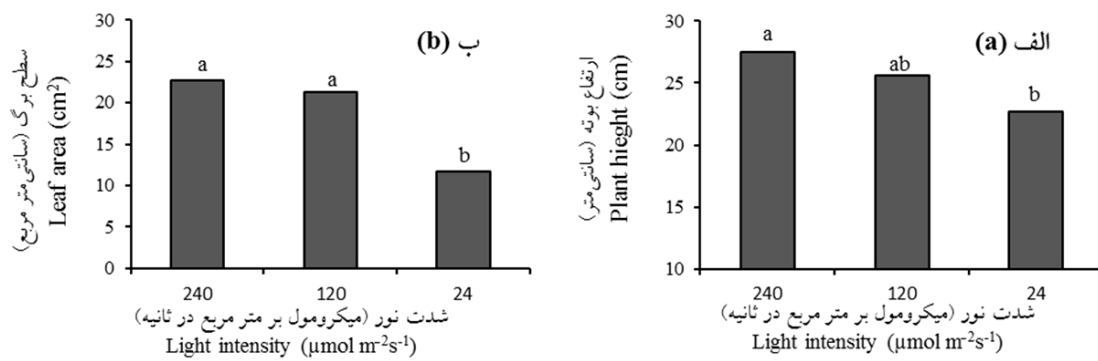 ب (b)
سطح برگ (سانتی‌متر مربع)
Leaf area (cm²)
30
25
20
15
10
5
0
a
a
b
240
120
24
شدت نور (میکرومول بر متر مربع در ثانیه)
Light intensity (µmol m⁻²s⁻¹)
الف (a)
ارتفاع بوته (سانتی‌متر)
Plant hieght (cm)
30
25
20
15
10
a
ab
b
240
120
24
شدت نور (میکرومول بر متر مربع در ثانیه)
Light intensity (µmol m⁻²s⁻¹)